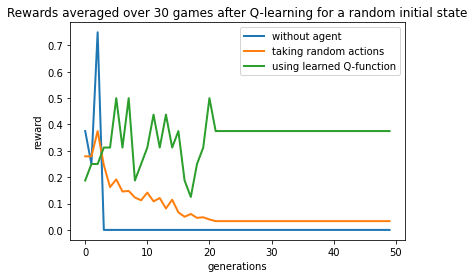 Rewards averaged over 30 games after Q-learning for a random initial state
without agent
taking random actions
using learned Q-function
reward
0.7
0.6
0.5
0.4
0.3
0.2
0.1
0.0
0 10 20 30 40 50
generations